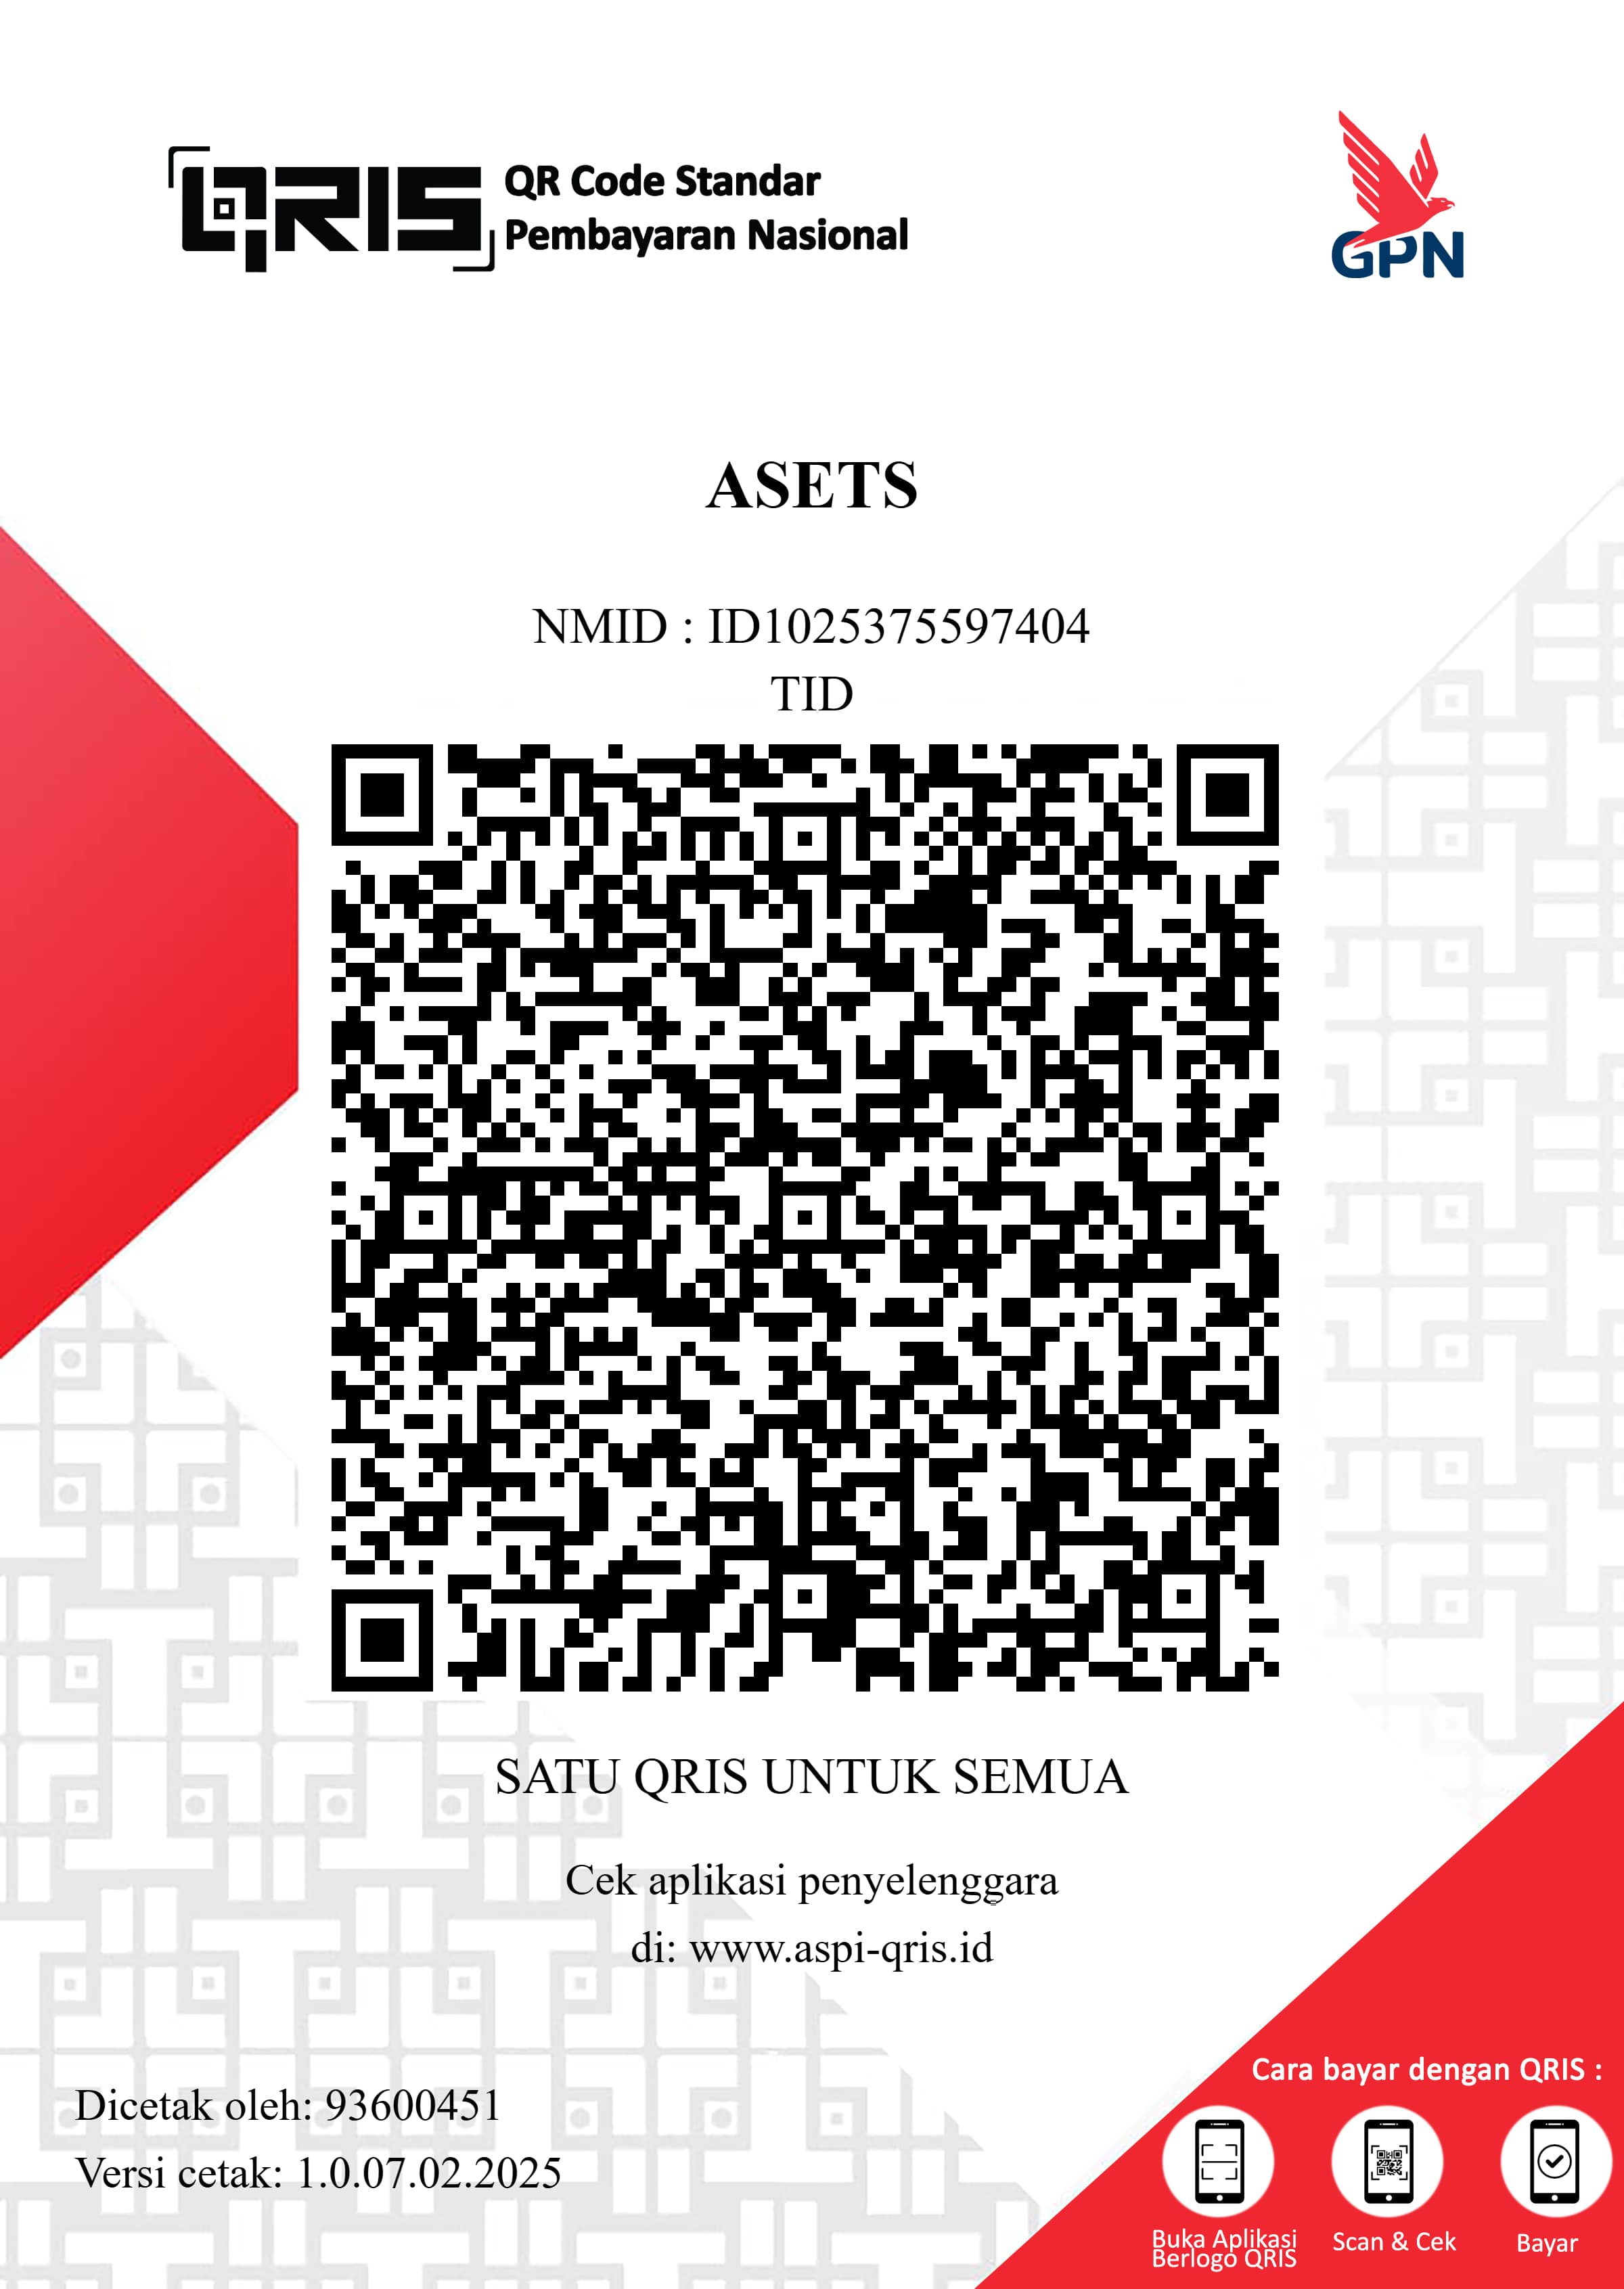 QRIS
QR Code Standar
Pembayaran Nasional
GPN
ASETS
NMID : ID1025375597404
TID
SATU QRIS UNTUK SEMUA
Cek aplikasi penyelenggara
di: www.aspi-qris.id
Dicetak oleh: 93600451
Versi cetak: 1.0.07.02.2025
Cara bayar dengan QRIS :
Buka Aplikasi
Berlogo QRIS
Scan & Cek
Bayar